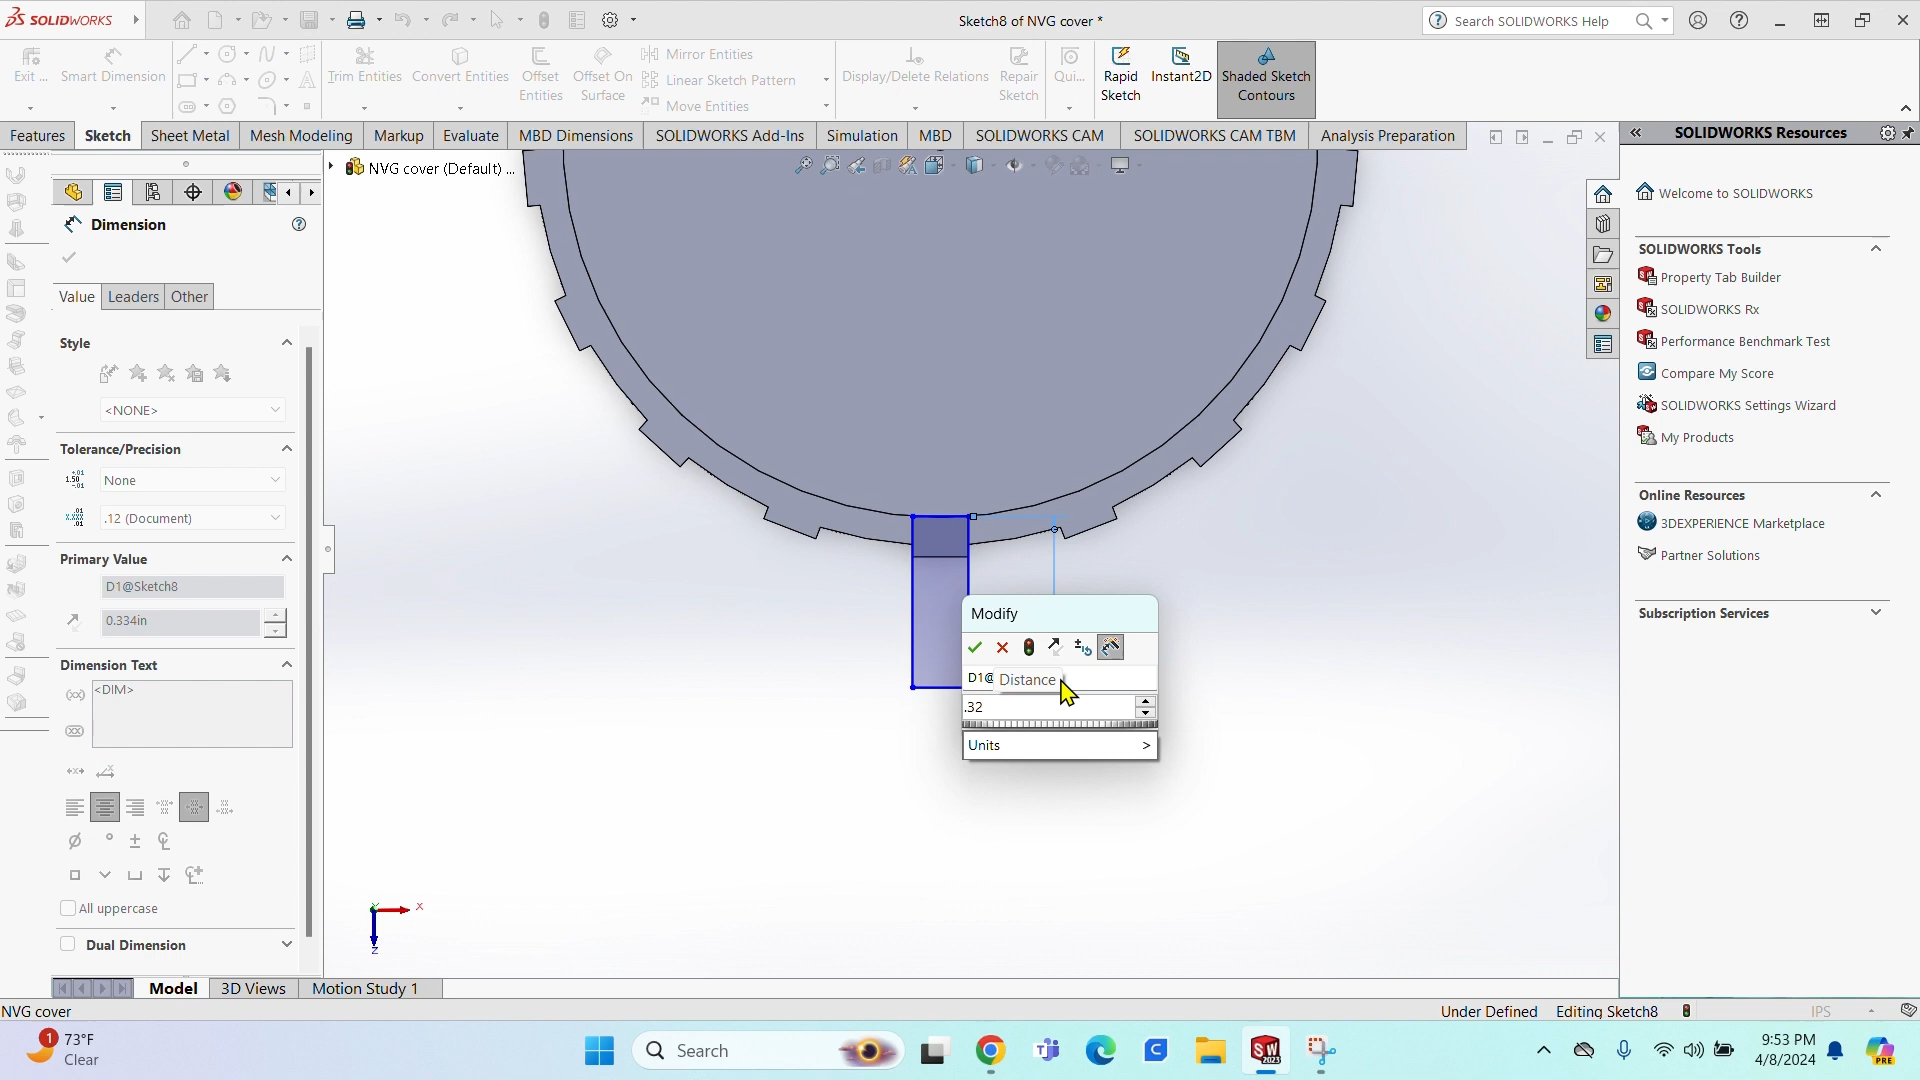 SOLIDWORKS
Sketch8 of NVG cover *
Search SOLIDWORKS Help
Exit ...
Smart Dimension
Trim Entities
Convert Entities
Offset Entities
Offset On Surface
Mirror Entities
Linear Sketch Pattern
Move Entities
Display/Delete Relations
Repair Sketch
Qui...
Rapid Sketch
Instant2D
Shaded Sketch Contours
Features
Sketch
Sheet Metal
Mesh Modeling
Markup
Evaluate
MBD Dimensions
SOLIDWORKS Add-Ins
Simulation
MBD
SOLIDWORKS CAM
SOLIDWORKS CAM TBM
Analysis Preparation
SOLIDWORKS Resources
NVG cover (Default) ...
Dimension
Value
Leaders
Other
Style
<NONE>
Tolerance/Precision
None
.12 (Document)
Primary Value
D1@Sketch8
0.334in
Dimension Text
<DIM>
All uppercase
Dual Dimension
Modify
D1@
Distance
.32
Units
>
Welcome to SOLIDWORKS
SOLIDWORKS Tools
Property Tab Builder
SOLIDWORKS Rx
Performance Benchmark Test
Compare My Score
SOLIDWORKS Settings Wizard
My Products
Online Resources
3DEXPERIENCE Marketplace
Partner Solutions
Subscription Services
x
z
Model
3D Views
Motion Study 1
NVG cover
Under Defined
Editing Sketch8
IPS
1
73°F
Clear
Search
9:53 PM
4/8/2024